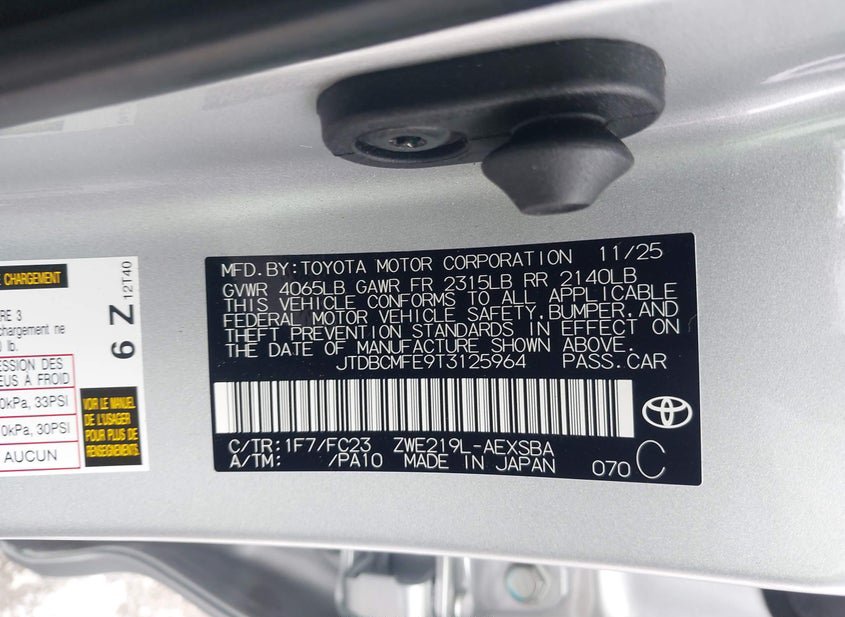 E CHARGEMENT
RE 3
chargement ne
lb.
ESSION DES
EUS À FROID
0kPa, 33PSI
0kPa, 30PSI
AUCUN
6 Z 12T40
VOIR LE MANUEL
DE L'USAGER
POUR PLUS DE
RENSEIGNEMENTS
MFD.BY:TOYOTA MOTOR CORPORATION 11/25
GVWR 4065LB GAWR FR 2315LB RR 2140LB
THIS VEHICLE CONFORMS TO ALL APPLICABLE
FEDERAL MOTOR VEHICLE SAFETY,BUMPER,AND
THEFT PREVENTION STANDARDS IN EFFECT ON
THE DATE OF MANUFACTURE SHOWN ABOVE.
JTDBCMFE9T3125964 PASS.CAR
C/TR:1F7/FC23 ZWE219L-AEXSBA
A/TM: /PA10 MADE IN JAPAN 070 C